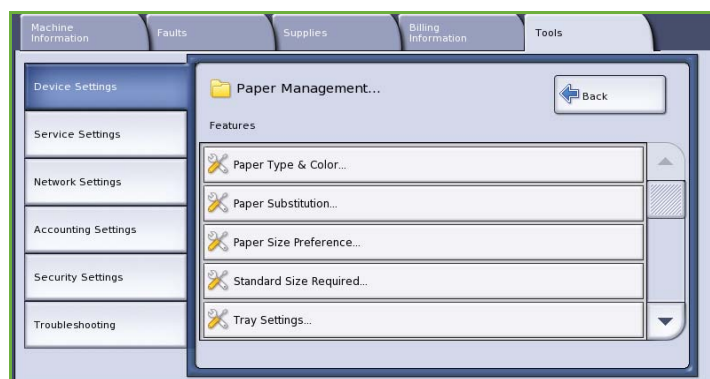 Machine
Information
Faults
Supplies
Billing
Information
Tools
Device Settings
Service Settings
Network Settings
Accounting Settings
Security Settings
Troubleshooting
Paper Management...
Back
Features
Paper Type & Color...
Paper Substitution...
Paper Size Preference...
Standard Size Required...
Tray Settings...